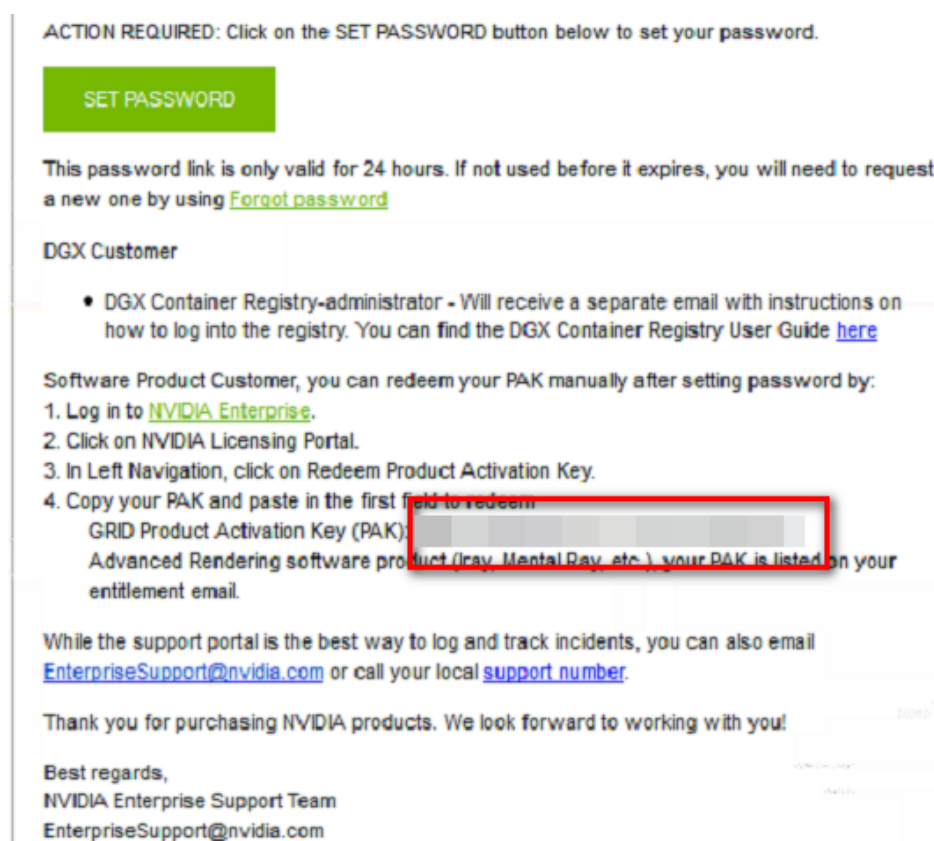 ACTION REQUIRED: Click on the SET PASSWORD button below to set your password.
SET PASSWORD
This password link is only valid for 24 hours. If not used before it expires, you will need to request
a new one by using Forgot password
DGX Customer
• DGX Container Registry-administrator - Will receive a separate email with instructions on
how to log into the registry. You can find the DGX Container Registry User Guide here
Software Product Customer, you can redeem your PAK manually after setting password by:
1. Log in to NVIDIA Enterprise.
2. Click on NVIDIA Licensing Portal.
3. In Left Navigation, click on Redeem Product Activation Key.
4. Copy your PAK and paste in the first field to redeem
GRID Product Activation Key (PAK):
Advanced Rendering software product (Iray, Mental Ray, etc.), your PAK is listed on your
entitlement email.
While the support portal is the best way to log and track incidents, you can also email
EnterpriseSupport@nvidia.com or call your local support number.
Thank you for purchasing NVIDIA products. We look forward to working with you!
Best regards,
NVIDIA Enterprise Support Team
EnterpriseSupport@nvidia.com